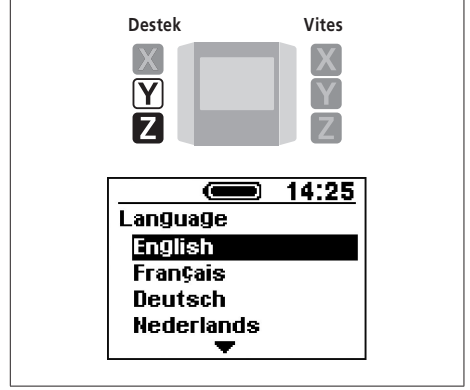 Destek Vites
X X
Y Y
Z Z
14:25
Language
English
Français
Deutsch
Nederlands